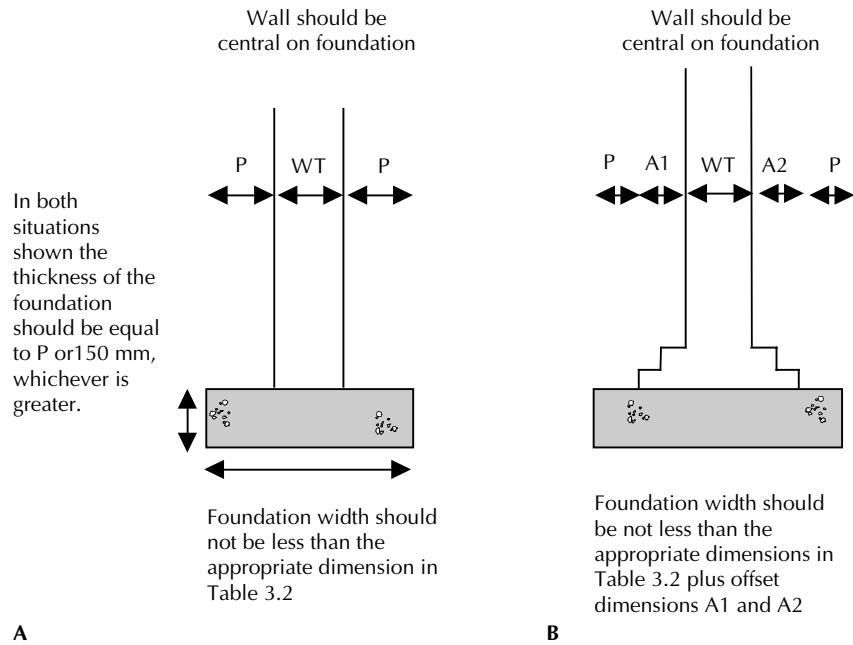 Wall should be
central on foundation
P
WT
P
In both
situations
shown the
thickness of the
foundation
should be equal
to P or150 mm,
whichever is
greater.
Foundation width should
not be less than the
appropriate dimension in
Table 3.2
A
Wall should be
central on foundation
P
A1
WT
A2
P
Foundation width should
be not less than the
appropriate dimensions in
Table 3.2 plus offset
dimensions A1 and A2
B